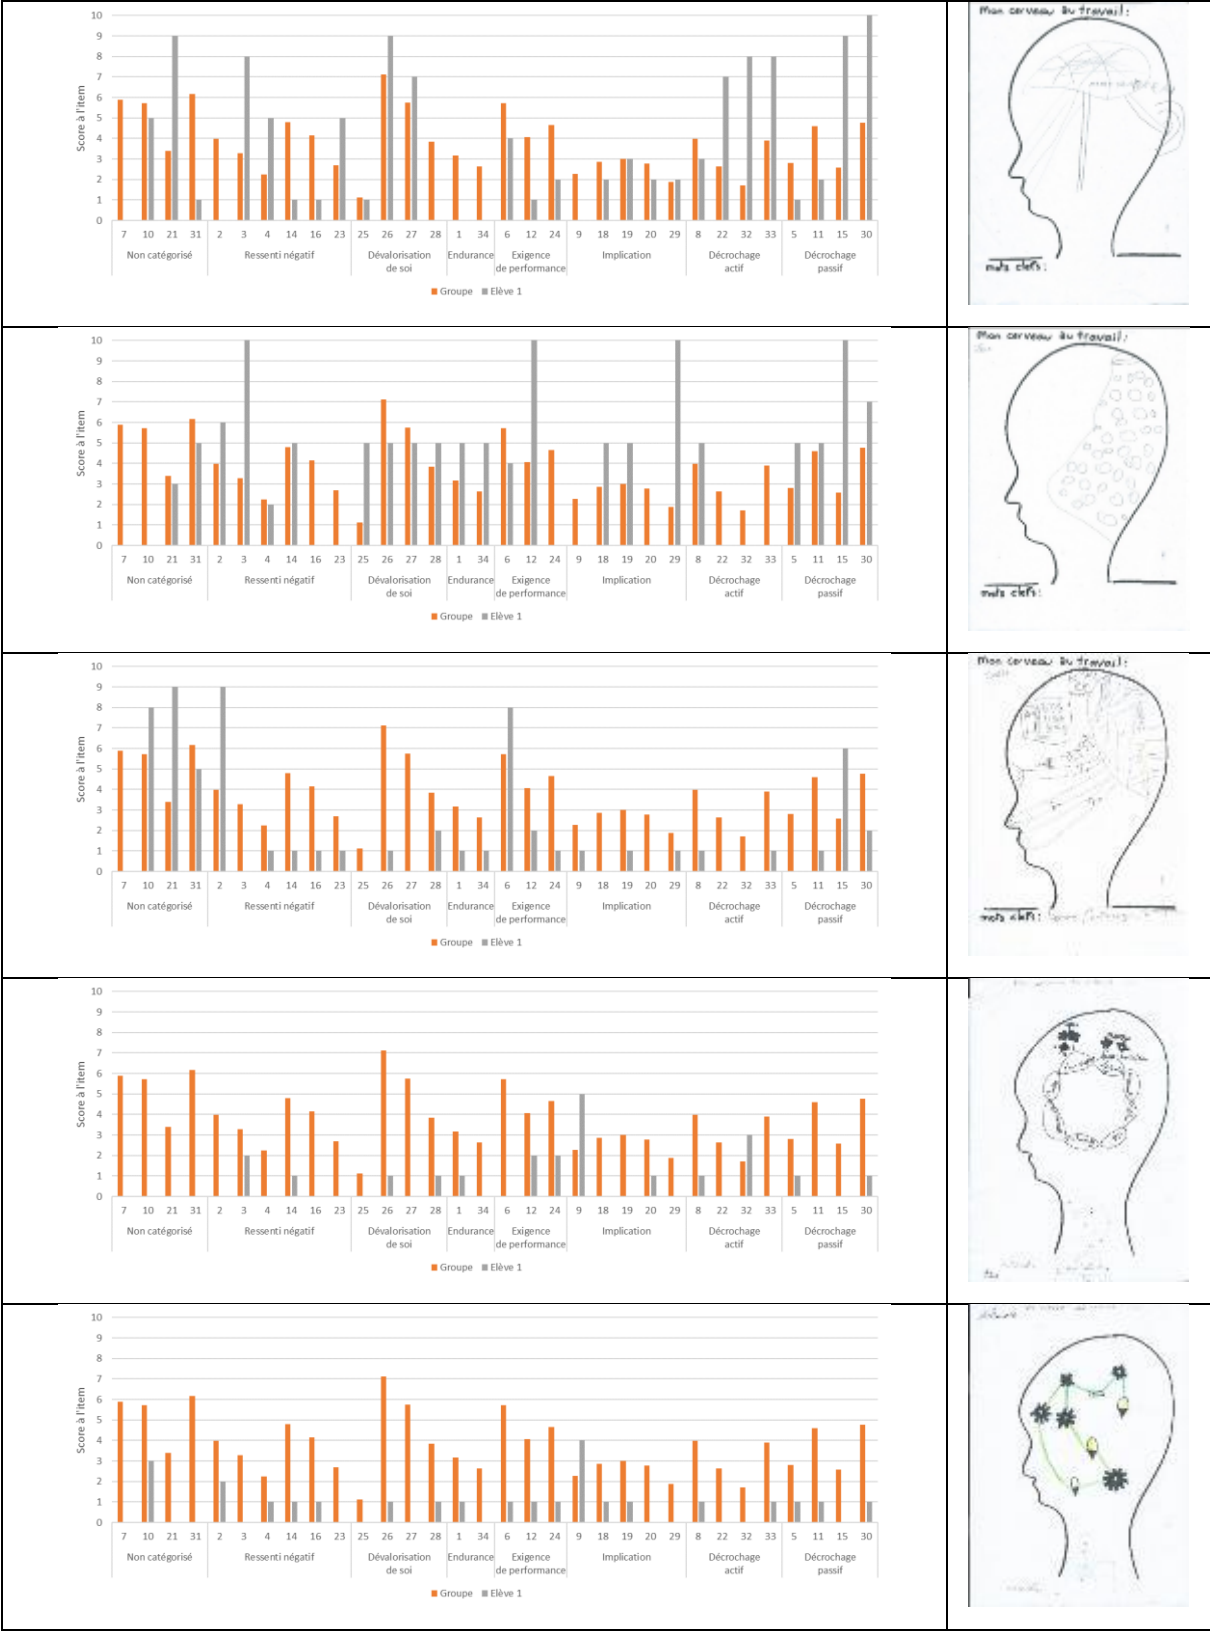 Mon cerveau au travail:
10
9
8
7
6
5
4
3
2
1
0
Score à l'item
7 10 21 31 2 3 4 14 16 23 25 26 27 28 1 34 6 12 24 9 18 19 20 29 8 22 32 33 5 11 15 30
Non catégorisé Ressenti négatif Dévalorisation de soi Endurance Exigence de performance Implication Décrochage actif Décrochage passif
Groupe Elève 1
mots clefs:
Mon cerveau au travail:
10
9
8
7
6
5
4
3
2
1
0
Score à l'item
7 10 21 31 2 3 4 14 16 23 25 26 27 28 1 34 6 12 24 9 18 19 20 29 8 22 32 33 5 11 15 30
Non catégorisé Ressenti négatif Dévalorisation de soi Endurance Exigence de performance Implication Décrochage actif Décrochage passif
Groupe Elève 1
mots clefs:
Mon cerveau au travail:
10
9
8
7
6
5
4
3
2
1
0
Score à l'item
7 10 21 31 2 3 4 14 16 23 25 26 27 28 1 34 6 12 24 9 18 19 20 29 8 22 32 33 5 11 15 30
Non catégorisé Ressenti négatif Dévalorisation de soi Endurance Exigence de performance Implication Décrochage actif Décrochage passif
Groupe Elève 1
mots clefs:
10
9
8
7
6
5
4
3
2
1
0
Score à l'item
7 10 21 31 2 3 4 14 16 23 25 26 27 28 1 34 6 12 24 9 18 19 20 29 8 22 32 33 5 11 15 30
Non catégorisé Ressenti négatif Dévalorisation de soi Endurance Exigence de performance Implication Décrochage actif Décrochage passif
Groupe Elève 1
10
9
8
7
6
5
4
3
2
1
0
Score à l'item
7 10 21 31 2 3 4 14 16 23 25 26 27 28 1 34 6 12 24 9 18 19 20 29 8 22 32 33 5 11 15 30
Non catégorisé Ressenti négatif Dévalorisation de soi Endurance Exigence de performance Implication Décrochage actif Décrochage passif
Groupe Elève 1